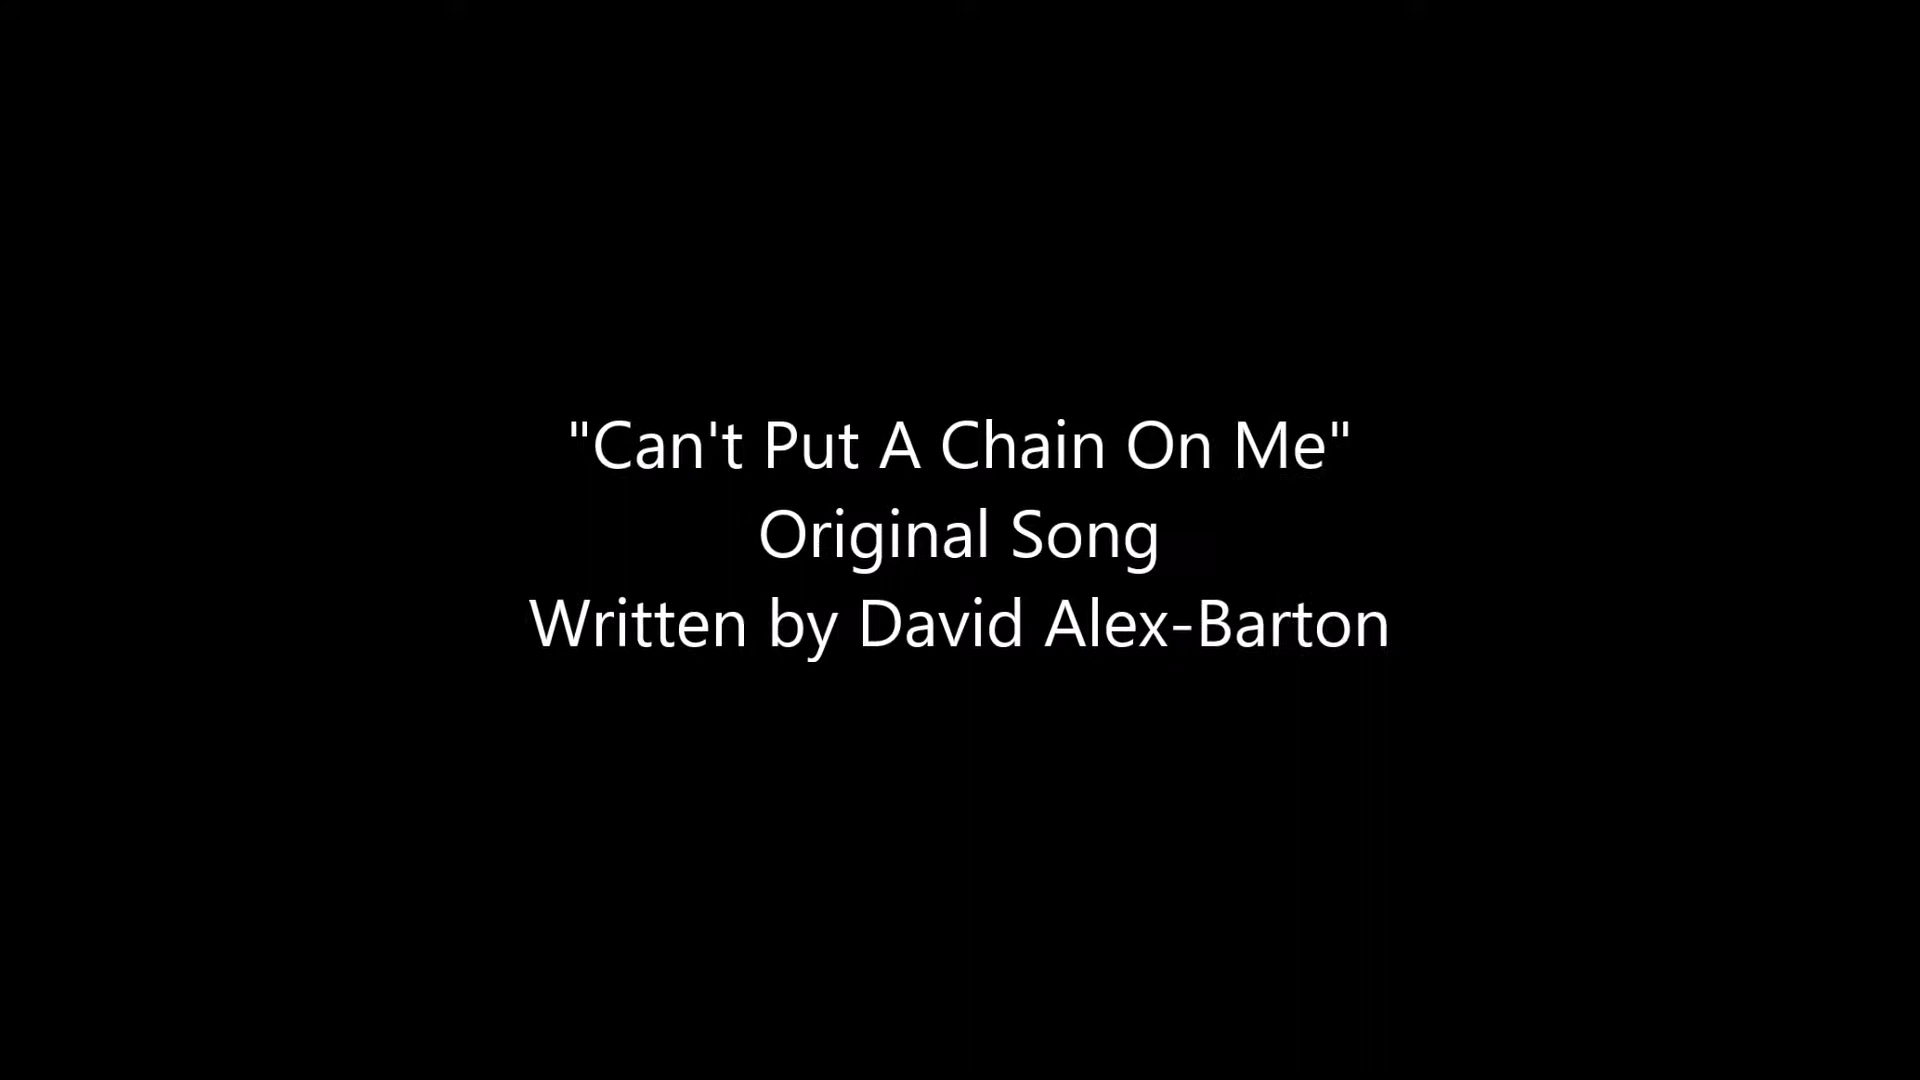 "Can't Put A Chain On Me"
Original Song
Written by David Alex-Barton